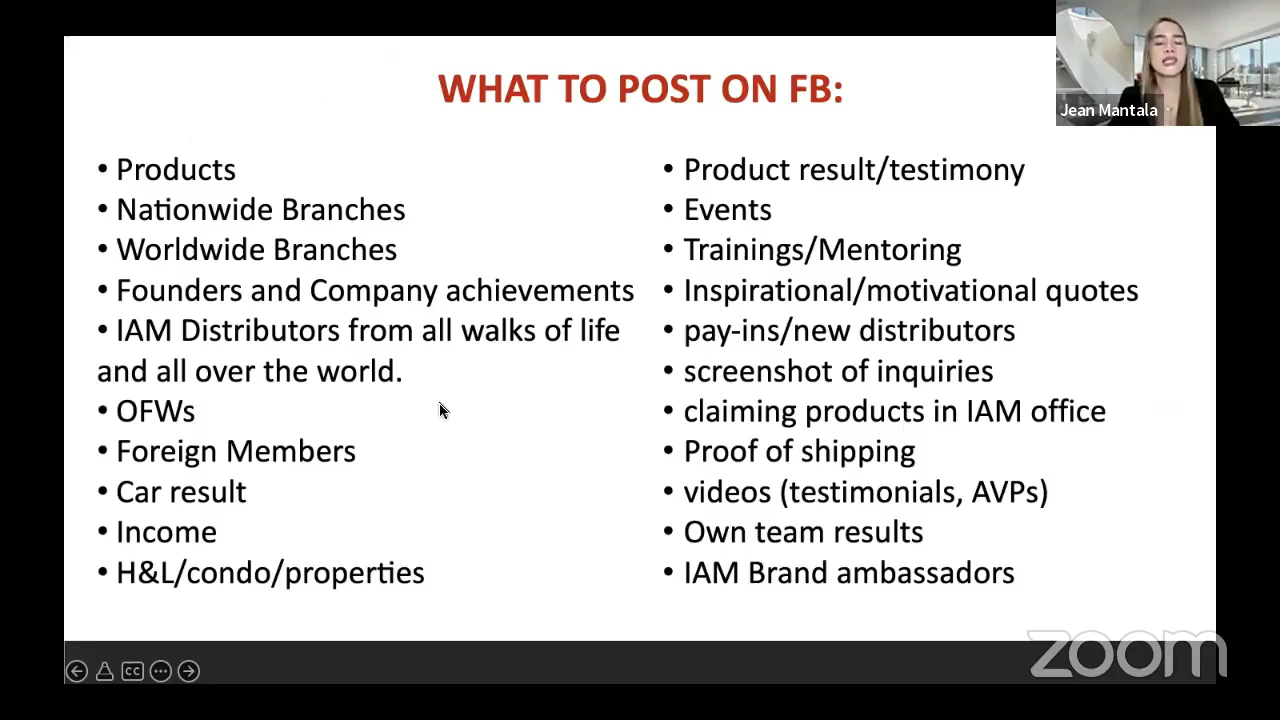 WHAT TO POST ON FB:
Jean Mantala
• Products
• Nationwide Branches
• Worldwide Branches
• Founders and Company achievements
• IAM Distributors from all walks of life
and all over the world.
• OFWs
• Foreign Members
• Car result
• Income
• H&L/condo/properties
• Product result/testimony
• Events
• Trainings/Mentoring
• Inspirational/motivational quotes
• pay-ins/new distributors
• screenshot of inquiries
• claiming products in IAM office
• Proof of shipping
• videos (testimonials, AVPs)
• Own team results
• IAM Brand ambassadors
CC
zoom